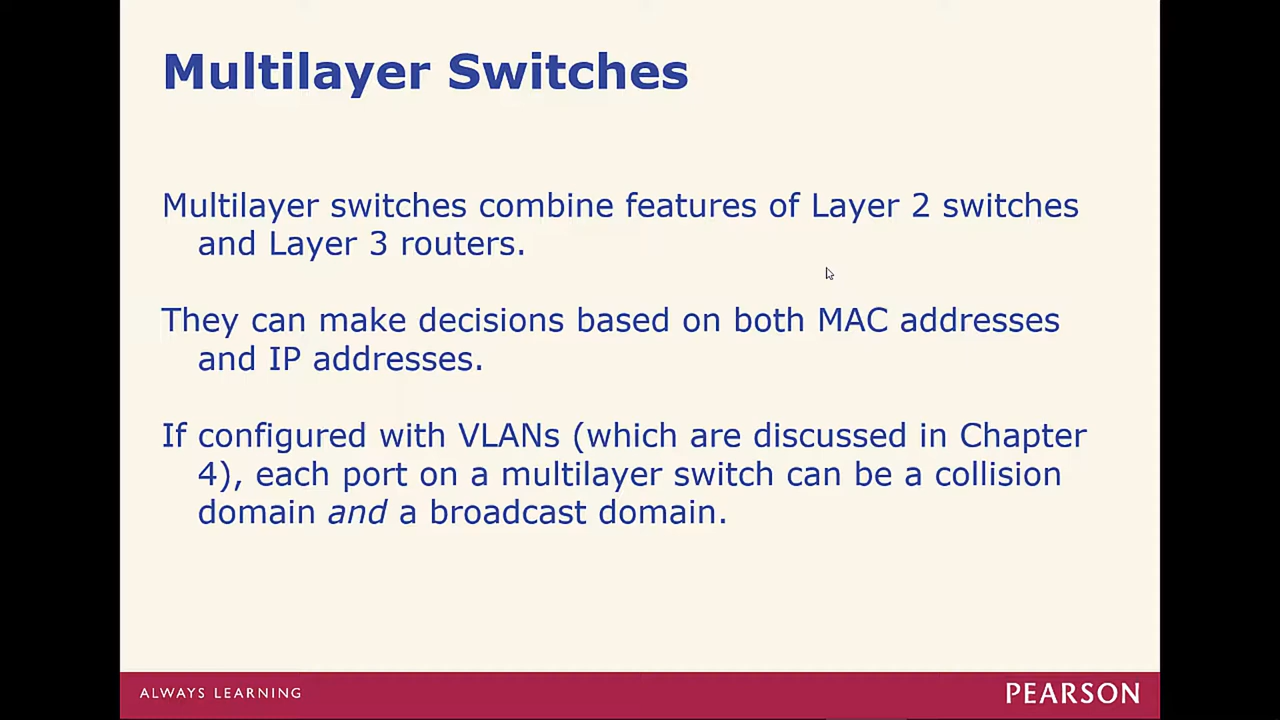 Multilayer Switches
Multilayer switches combine features of Layer 2 switches
and Layer 3 routers.
They can make decisions based on both MAC addresses
and IP addresses.
If configured with VLANs (which are discussed in Chapter
4), each port on a multilayer switch can be a collision
domain and a broadcast domain.
ALWAYS LEARNING
PEARSON